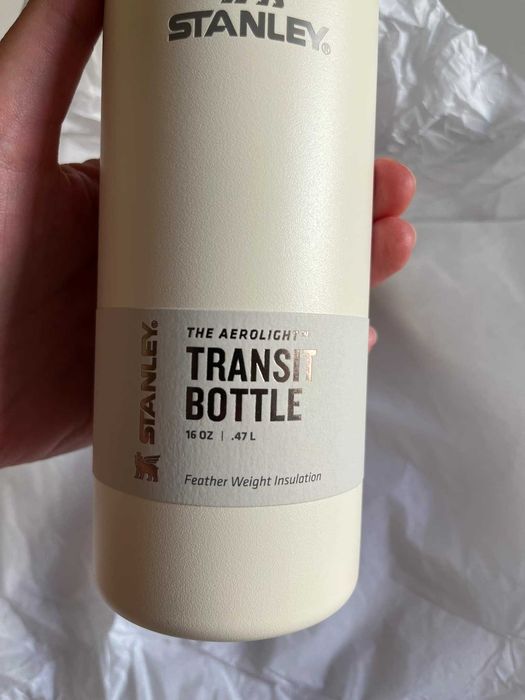 STANLEY®
STANLEY®
THE AEROLIGHT™
TRANSIT
BOTTLE
16 OZ | .47 L
Feather Weight Insulation